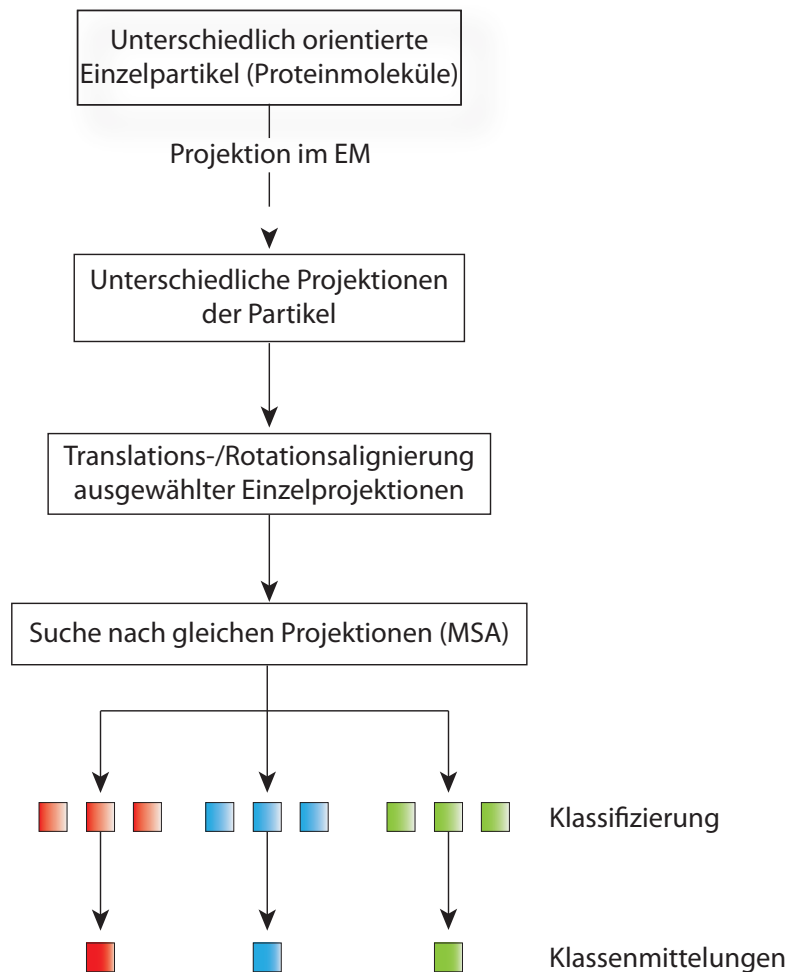 Unterschiedlich orientierte
Einzelpartikel (Proteinmoleküle)
Projektion im EM
Unterschiedliche Projektionen
der Partikel
Translations-/Rotationsalignierung
ausgewählter Einzelprojektionen
Suche nach gleichen Projektionen (MSA)
Klassifizierung
Klassenmittelungen